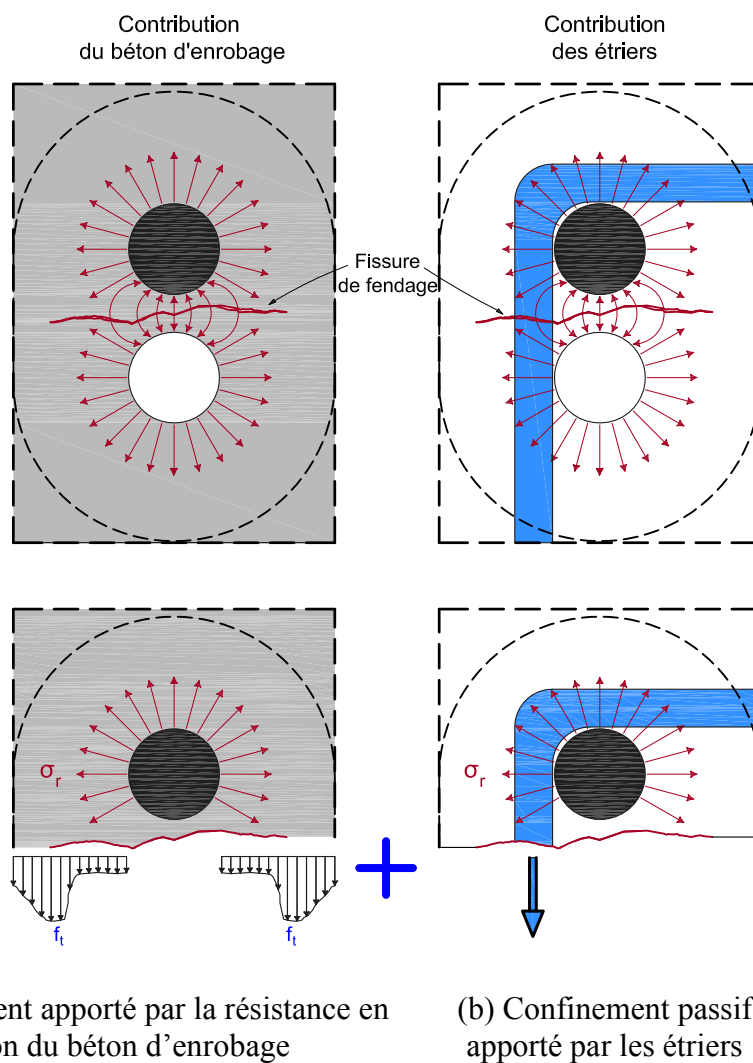 Contribution
du béton d'enrobage
Contribution
des étriers
Fissure
de fendage
σr
σr
ft
ft
ent apporté par la résistance en
on du béton d’enrobage
(b) Confinement passif
apporté par les étriers